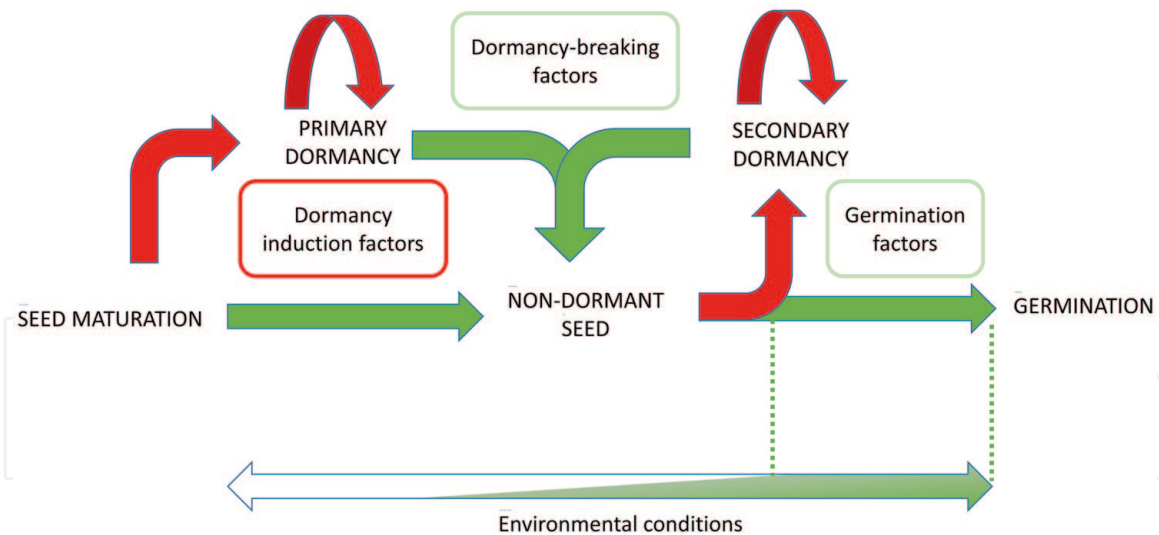 Dormancy-breaking
factors
PRIMARY
DORMANCY
SECONDARY
DORMANCY
Dormancy
induction factors
Germination
factors
SEED MATURATION
NON-DORMANT
SEED
GERMINATION
Environmental conditions